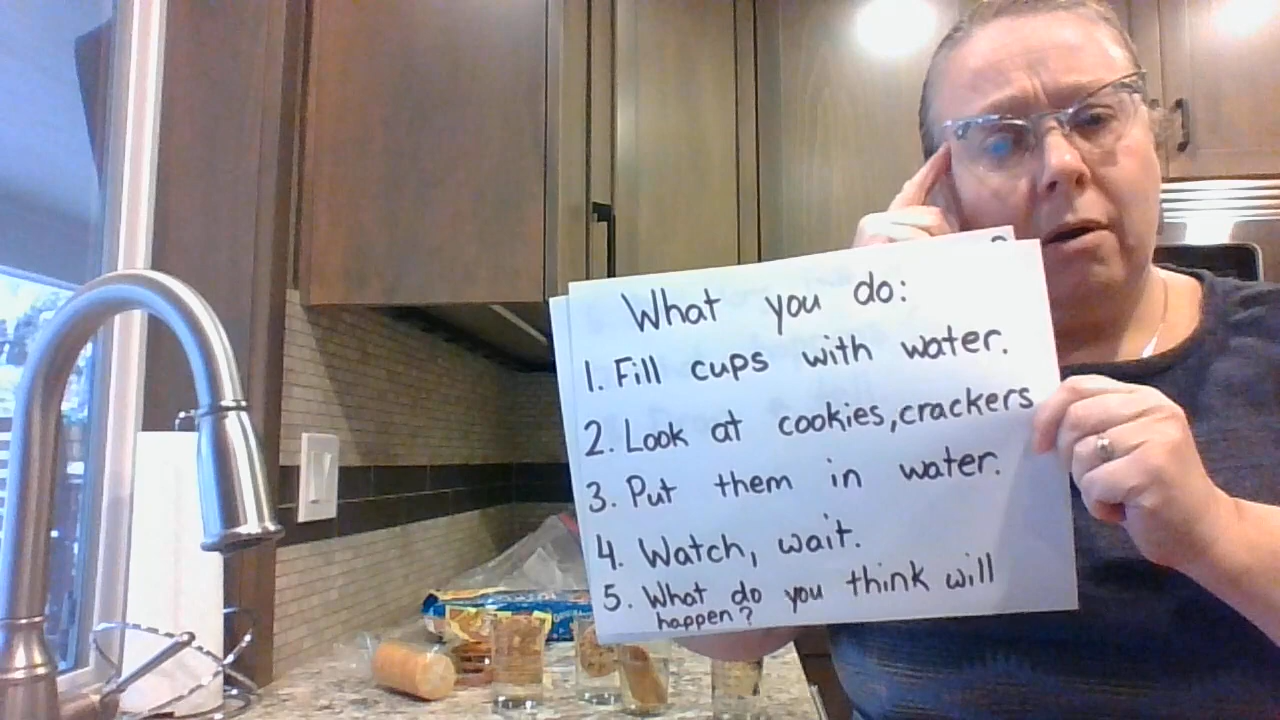 What you do:
1. Fill cups with water.
2. Look at cookies, crackers
3. Put them in water.
4. Watch, wait.
5. What do you think will
happen?